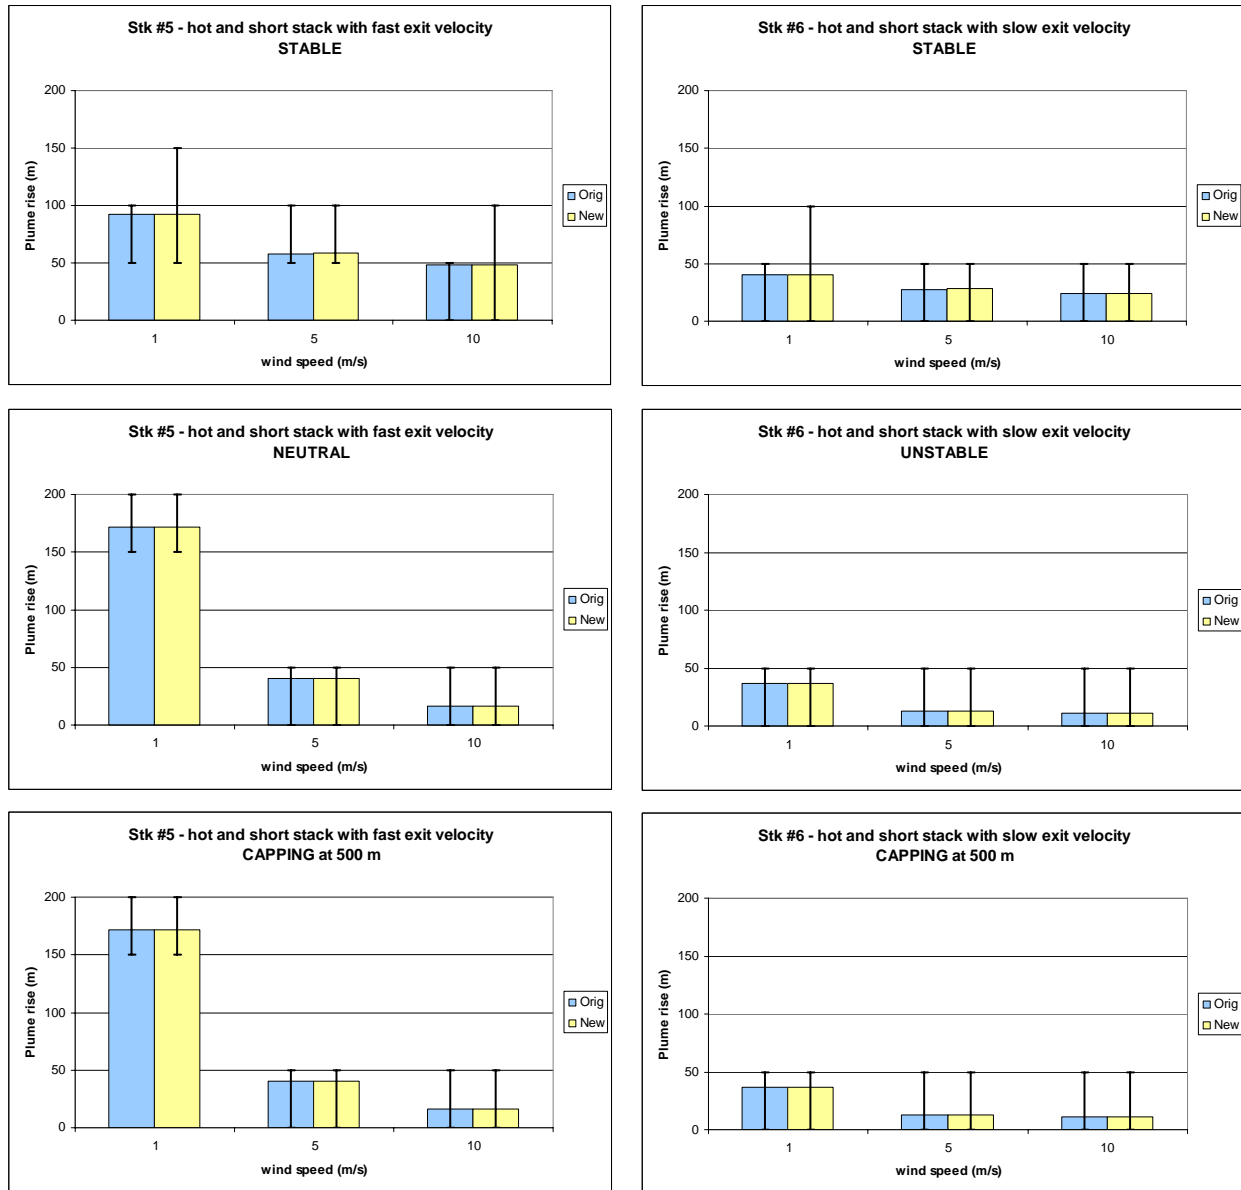 Stk #5 - hot and short stack with fast exit velocity
STABLE
200
150
100
50
0
Plume rise (m)
1
5
10
wind speed (m/s)
Orig
New
Stk #6 - hot and short stack with slow exit velocity
STABLE
200
150
100
50
0
Plume rise (m)
1
5
10
wind speed (m/s)
Orig
New
Stk #5 - hot and short stack with fast exit velocity
NEUTRAL
200
150
100
50
0
Plume rise (m)
1
5
10
wind speed (m/s)
Orig
New
Stk #6 - hot and short stack with slow exit velocity
UNSTABLE
200
150
100
50
0
Plume rise (m)
1
5
10
wind speed (m/s)
Orig
New
Stk #5 - hot and short stack with fast exit velocity
CAPPING at 500 m
200
150
100
50
0
Plume rise (m)
1
5
10
wind speed (m/s)
Orig
New
Stk #6 - hot and short stack with slow exit velocity
CAPPING at 500 m
200
150
100
50
0
Plume rise (m)
1
5
10
wind speed (m/s)
Orig
New